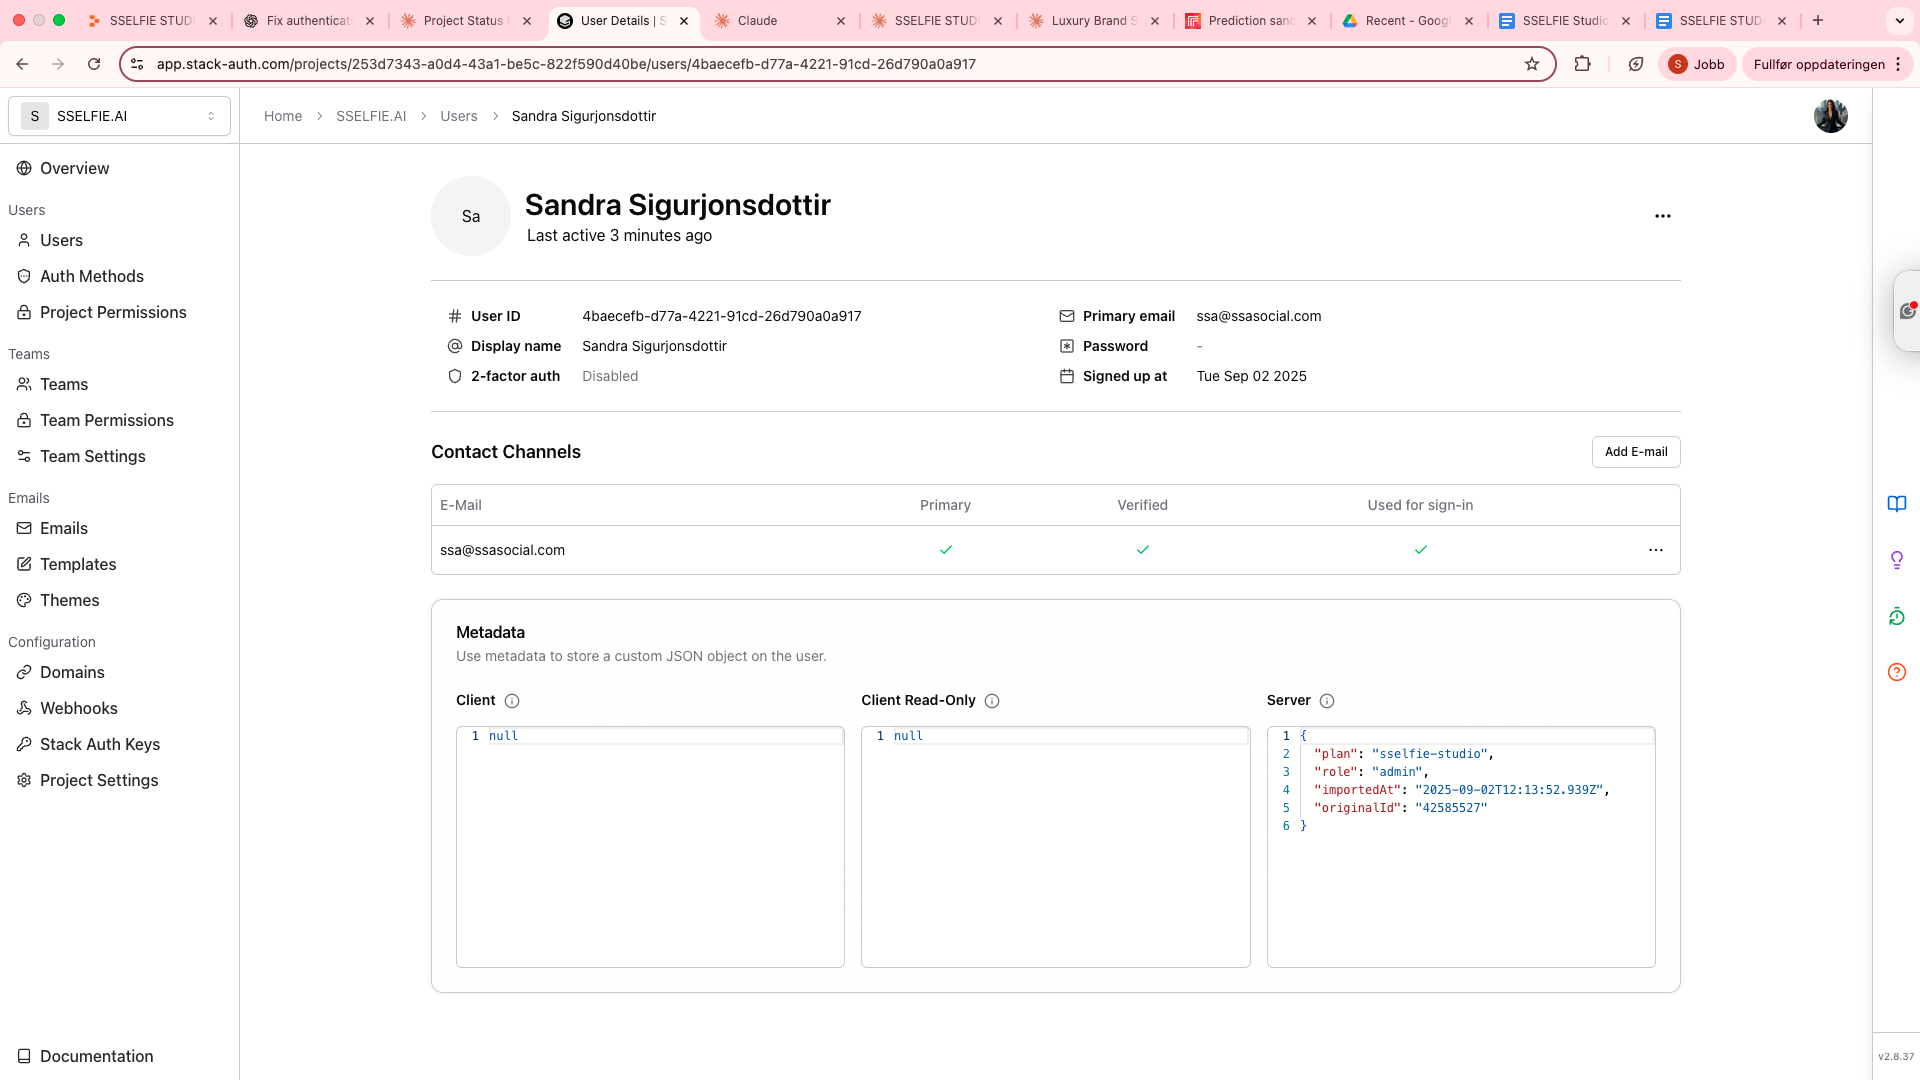 SSELFIE STUD
Fix authenticat
Project Status
User Details | S
Claude
SSELFIE STUD
Luxury Brand S
Prediction sand
Recent - Goog
SSELFIE Studio
SSELFIE STUD
app.stack-auth.com/projects/253d7343-a0d4-43a1-be5c-822f590d40be/users/4baecefb-d77a-4221-91cd-26d790a0a917
S Jobb
Fullfør oppdateringen
S SSELFIE.AI
Home > SSELFIE.AI > Users > Sandra Sigurjonsdottir
Overview
Users
Users
Auth Methods
Project Permissions
Teams
Teams
Team Permissions
Team Settings
Emails
Emails
Templates
Themes
Configuration
Domains
Webhooks
Stack Auth Keys
Project Settings
Documentation
Sa
Sandra Sigurjonsdottir
Last active 3 minutes ago
User ID 4baecefb-d77a-4221-91cd-26d790a0a917
Display name Sandra Sigurjonsdottir
2-factor auth Disabled
Primary email ssa@ssasocial.com
Password -
Signed up at Tue Sep 02 2025
Contact Channels
Add E-mail
E-Mail Primary Verified Used for sign-in
ssa@ssasocial.com
Metadata
Use metadata to store a custom JSON object on the user.
Client
1 null
Client Read-Only
1 null
Server
1 {
2 "plan": "sselfie-studio",
3 "role": "admin",
4 "importedAt": "2025-09-02T12:13:52.939Z",
5 "originalId": "42585527"
6 }
v2.8.37